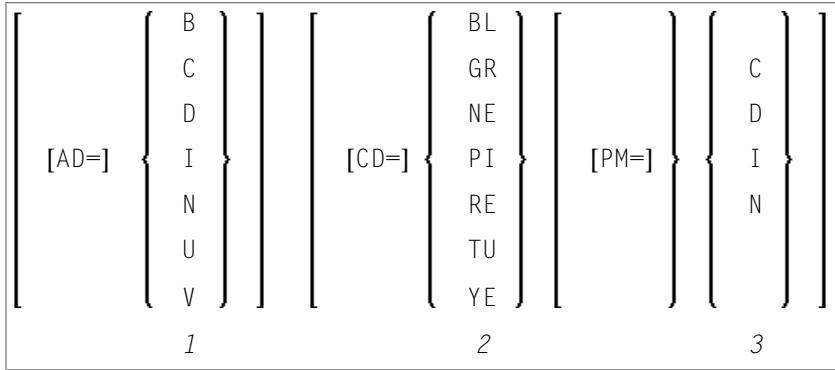 B BL
C GR C
D NE D
[AD=] I [CD=] PI [PM=] I
N RE N
U TU
V YE
1 2 3